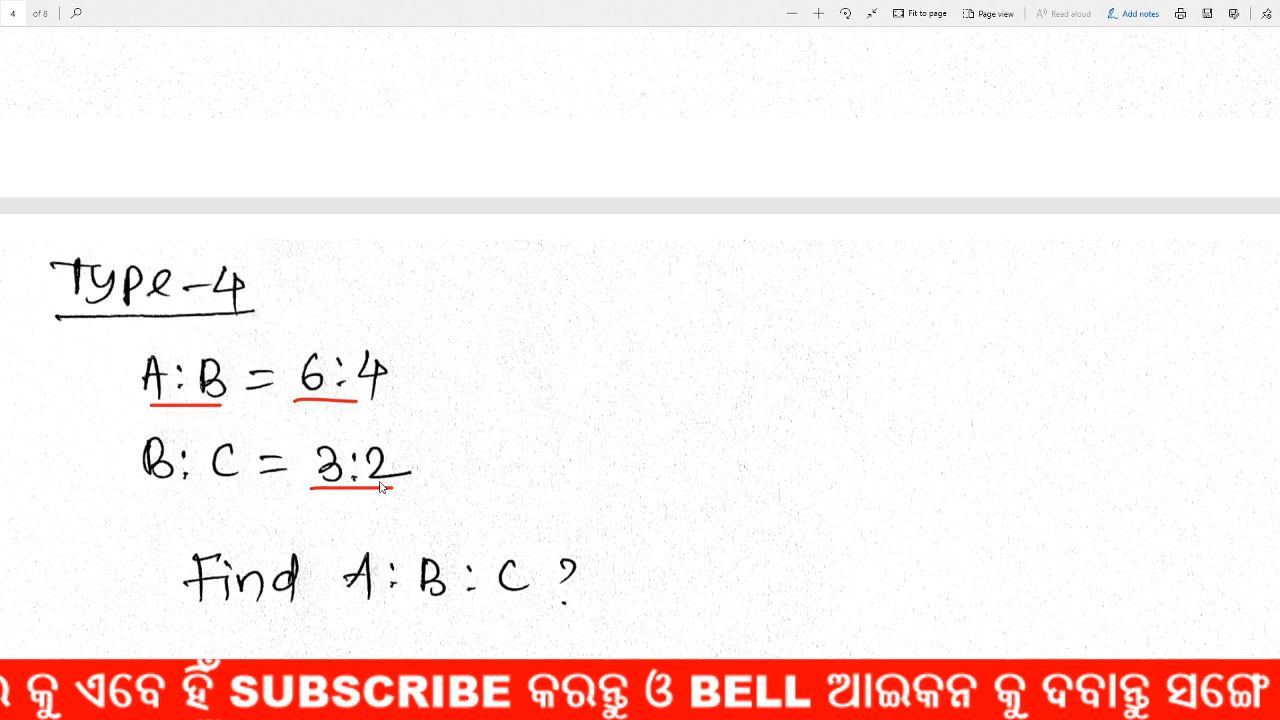 4 of 8 Fit to page Page view Read aloud Add notes
Type-4
A:B = 6:4
B:C = 3:2
Find A:B:C ?
କୁ ଏବେ ହିଁ SUBSCRIBE କରନ୍ତୁ ଓ BELL ଆଇକନ କୁ ଦବାନ୍ତୁ ସଙ୍ଗେ